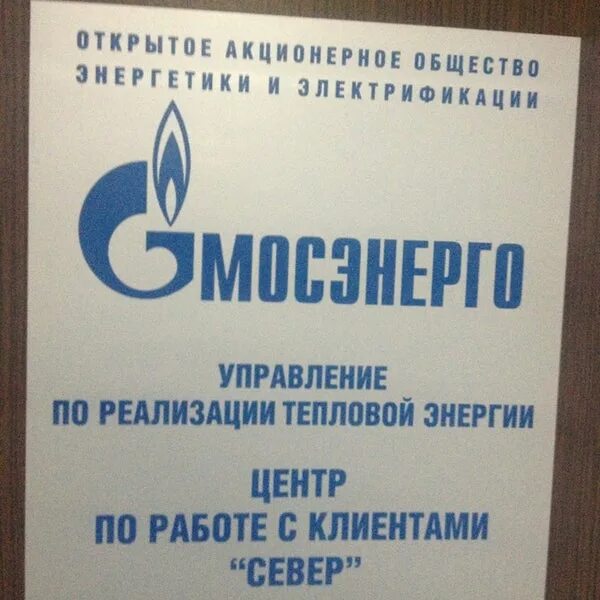 ОТКРЫТОЕ АКЦИОНЕРНОЕ ОБЩЕСТВО
ЭНЕРГЕТИКИ И ЭЛЕКТРИФИКАЦИИ
МОСЭНЕРГО
УПРАВЛЕНИЕ
ПО РЕАЛИЗАЦИИ ТЕПЛОВОЙ ЭНЕРГИИ
ЦЕНТР
ПО РАБОТЕ С КЛИЕНТАМИ
"СЕВЕР"